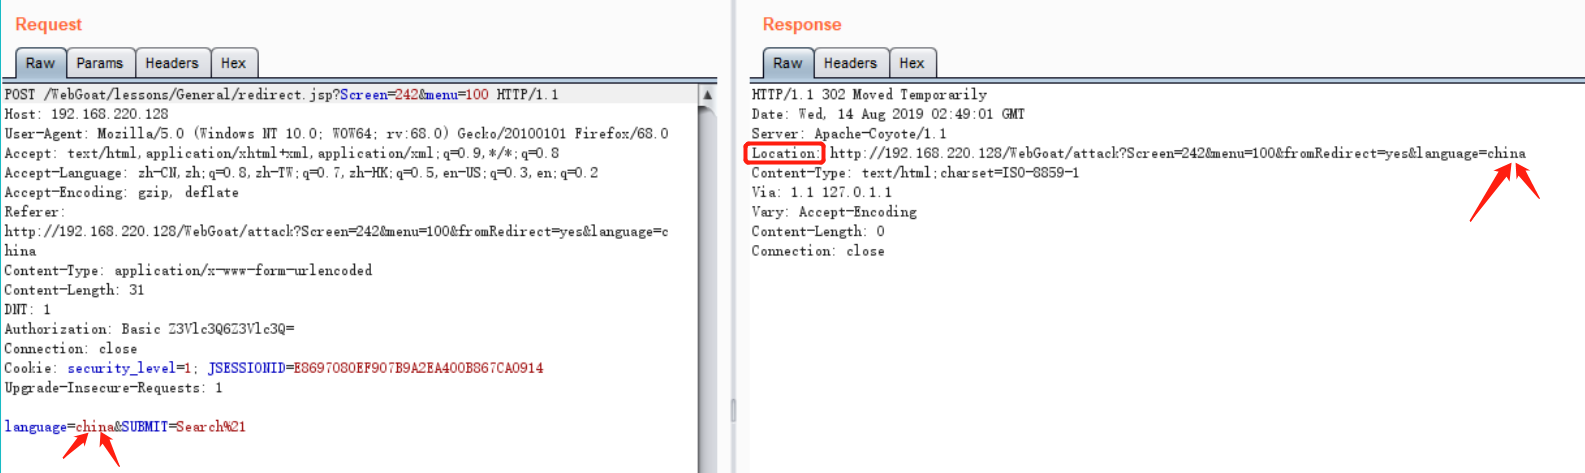 Request
Raw Params Headers Hex
POST /WebGoat/lessons/General/redirect.jsp?Screen=242&menu=100 HTTP/1.1
Host: 192.168.220.128
User-Agent: Mozilla/5.0 (Windows NT 10.0; WOW64; rv:68.0) Gecko/20100101 Firefox/68.0
Accept: text/html,application/xhtml+xml,application/xml;q=0.9,*/*;q=0.8
Accept-Language: zh-CN,zh;q=0.8,zh-TW;q=0.7,zh-HK;q=0.5,en-US;q=0.3,en;q=0.2
Accept-Encoding: gzip, deflate
Referer:
http://192.168.220.128/WebGoat/attack?Screen=242&menu=100&fromRedirect=yes&language=c
hina
Content-Type: application/x-www-form-urlencoded
Content-Length: 31
DNT: 1
Authorization: Basic Z3Vlc3Q6Z3Vlc3Q=
Connection: close
Cookie: security_level=1; JSESSIONID=E8697080EF907B9A2EA400B867CA0914
Upgrade-Insecure-Requests: 1
language=china&SUBMIT=Search%21
Response
Raw Headers Hex
HTTP/1.1 302 Moved Temporarily
Date: Wed, 14 Aug 2019 02:49:01 GMT
Server: Apache-Coyote/1.1
Location: http://192.168.220.128/WebGoat/attack?Screen=242&menu=100&fromRedirect=yes&language=china
Content-Type: text/html;charset=ISO-8859-1
Via: 1.1 127.0.1.1
Vary: Accept-Encoding
Content-Length: 0
Connection: close